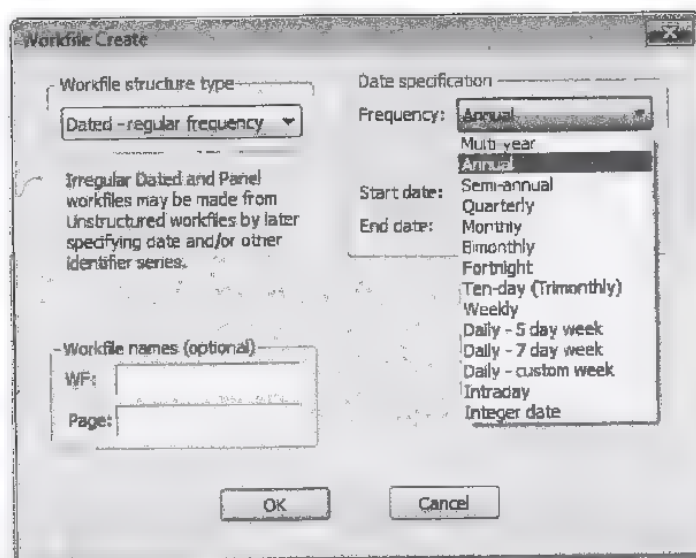 Workfile Create
Workfile structure type
Dated - regular frequency
Irregular Dated and Panel
workfiles may be made from
Unstructured workfiles by later
specifying date and/or other
identifier series.
Date specification
Frequency: Annual
Multi year
Annual
Semi-annual
Quarterly
Monthly
Bimonthly
Fortnight
Ten-day (Trimonthly)
Weekly
Daily - 5 day week
Daily - 7 day week
Daily - custom week
Intraday
Integer date
Start date:
End date:
Workfile names (optional)
WF:
Page:
OK
Cancel